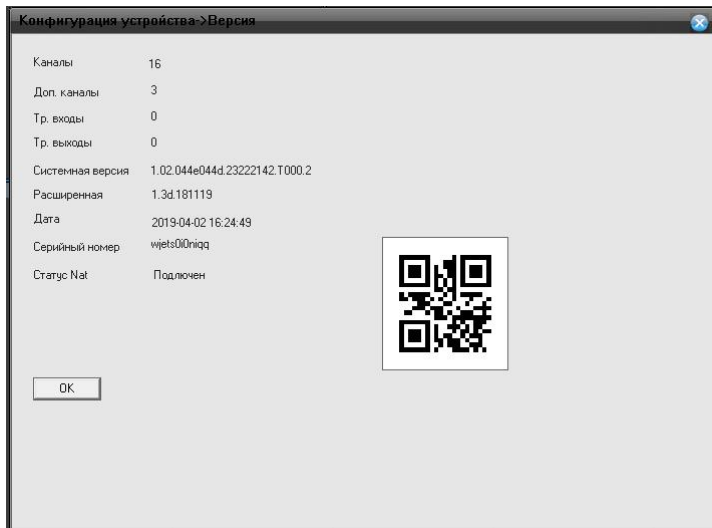 Конфигурация устройства->Версия
Каналы 16
Доп. каналы 3
Тр. входы 0
Тр. выходы 0
Системная версия 1.02.044e044d.23222142.T000.2
Расширенная 1.3d.181119
Дата 2019-04-02 16:24:49
Серийный номер wjets0i0niqq
Статус Nat Подлючен
OK